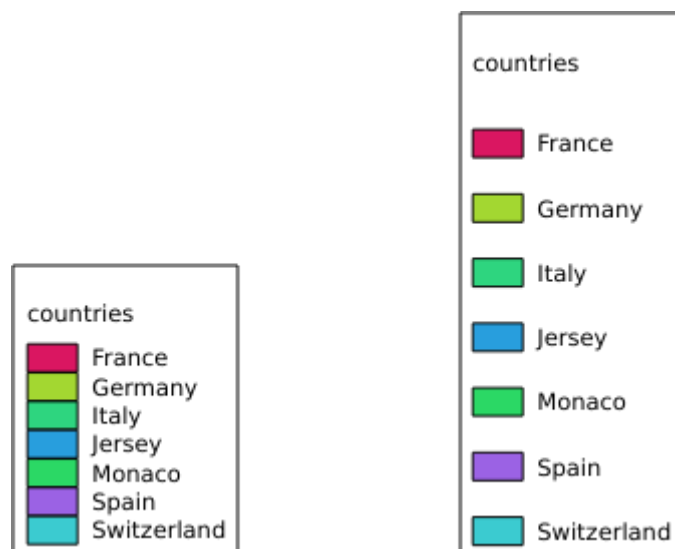 countries
France
Germany
Italy
Jersey
Monaco
Spain
Switzerland
countries
France
Germany
Italy
Jersey
Monaco
Spain
Switzerland